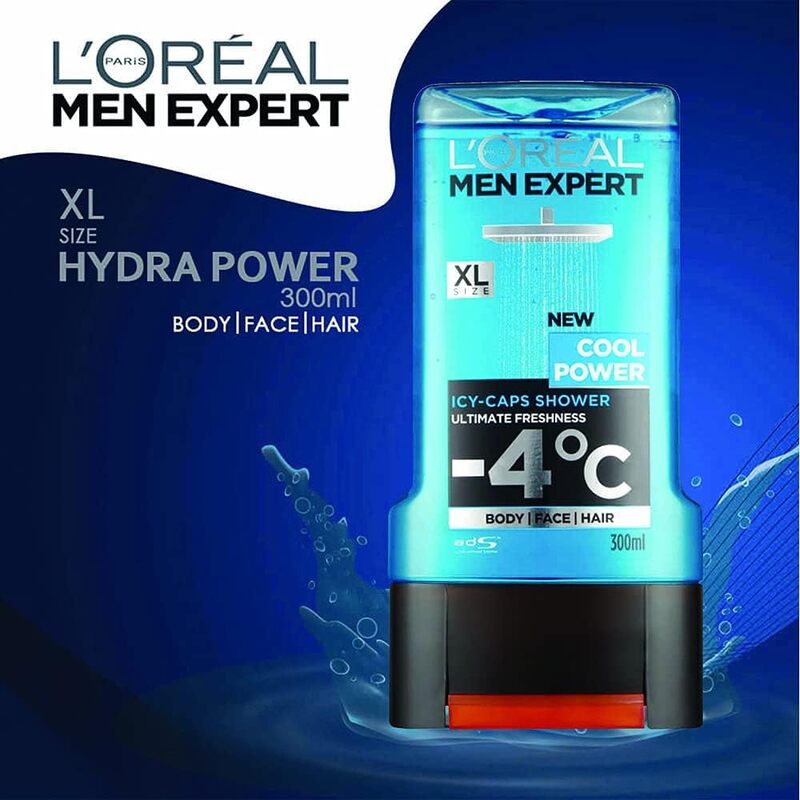 L'ORÉAL
PARIS
MEN EXPERT
XL
SIZE
HYDRA POWER
300ml
BODY|FACE|HAIR
L'ORÉAL
MEN EXPERT
XL
SIZE
NEW
COOL
POWER
ICY-CAPS SHOWER
ULTIMATE FRESHNESS
-4°C
BODY | FACE | HAIR
adS
300ml